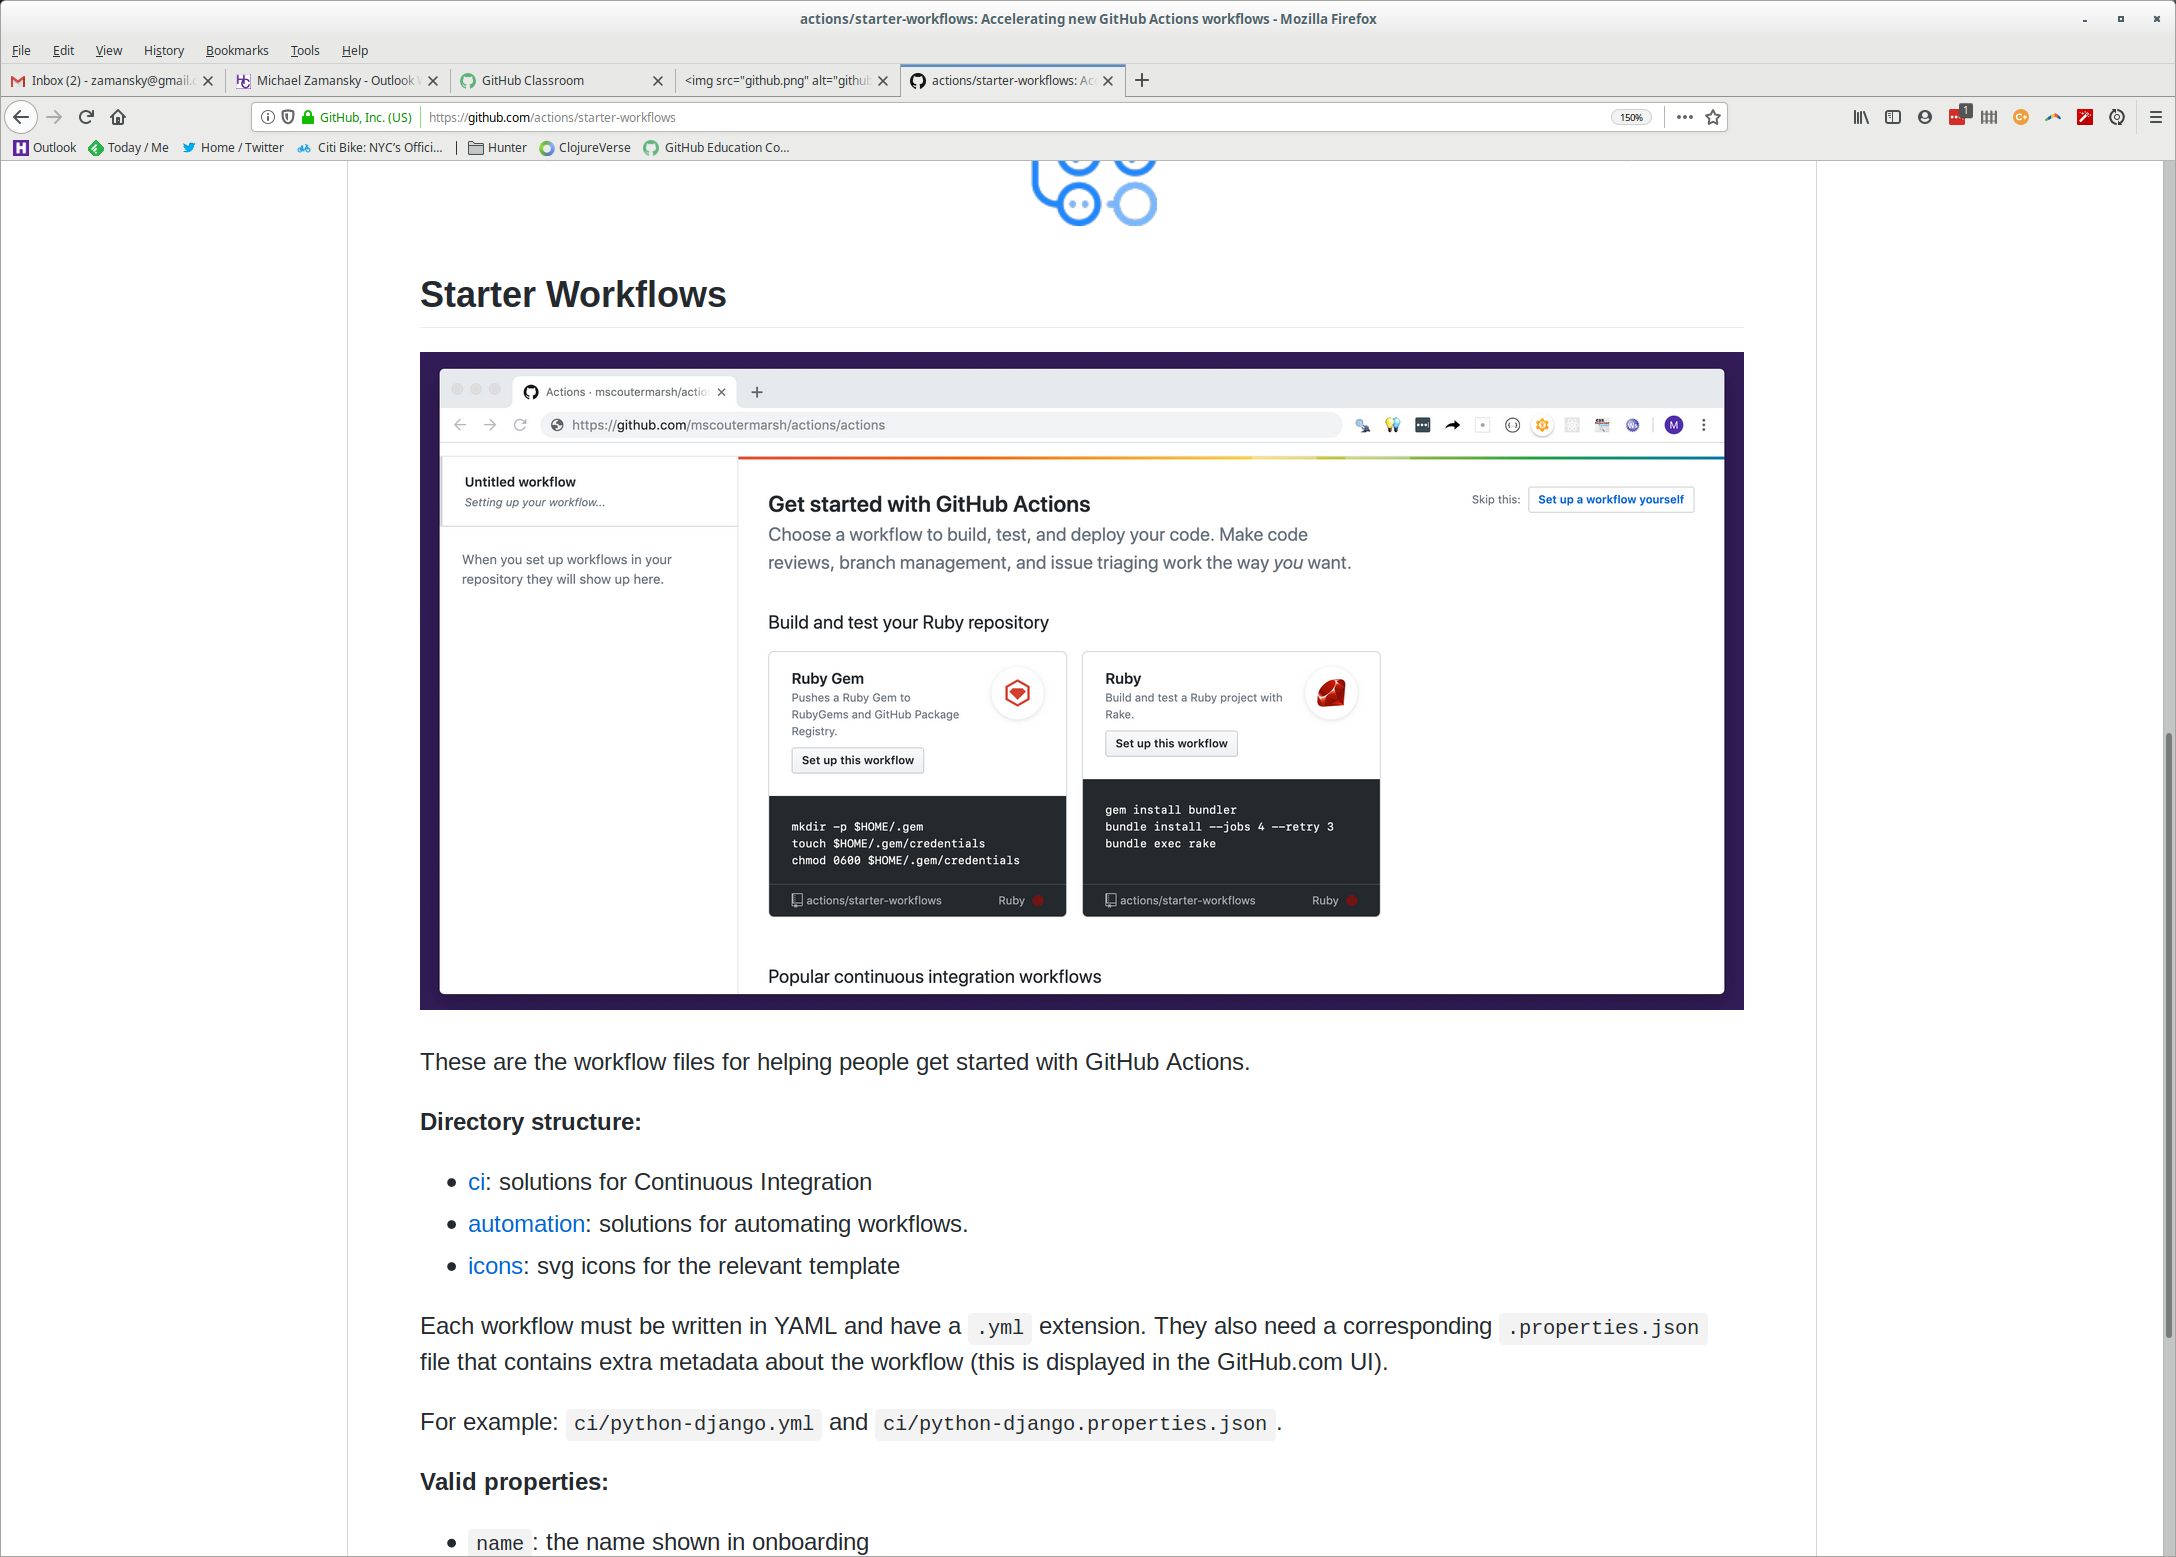 actions/starter-workflows: Accelerating new GitHub Actions workflows - Mozilla Firefox
File Edit View History Bookmarks Tools Help
Inbox (2) - zamansky@gmail.
Michael Zamansky - Outlook
GitHub Classroom
<img src="github.png" alt="githu
actions/starter-workflows: Ac
GitHub, Inc. (US) https://github.com/actions/starter-workflows 150% 1
Outlook Today / Me Home / Twitter Citi Bike: NYC's Offici... Hunter ClojureVerse GitHub Education Co...
Starter Workflows
Actions · mscoutermarsh/actio
https://github.com/mscoutermarsh/actions/actions M
Untitled workflow
Setting up your workflow...
When you set up workflows in your
repository they will show up here.
Get started with GitHub Actions
Skip this: Set up a workflow yourself
Choose a workflow to build, test, and deploy your code. Make code
reviews, branch management, and issue triaging work the way you want.
Build and test your Ruby repository
Ruby Gem
Pushes a Ruby Gem to
RubyGems and GitHub Package
Registry.
Set up this workflow
mkdir -p $HOME/.gem
touch $HOME/.gem/credentials
chmod 0600 $HOME/.gem/credentials
actions/starter-workflows Ruby
Ruby
Build and test a Ruby project with
Rake.
Set up this workflow
gem install bundler
bundle install --jobs 4 --retry 3
bundle exec rake
actions/starter-workflows Ruby
Popular continuous integration workflows
These are the workflow files for helping people get started with GitHub Actions.
Directory structure:
• ci: solutions for Continuous Integration
• automation: solutions for automating workflows.
• icons: svg icons for the relevant template
Each workflow must be written in YAML and have a .yml extension. They also need a corresponding .properties.json
file that contains extra metadata about the workflow (this is displayed in the GitHub.com UI).
For example: ci/python-django.yml and ci/python-django.properties.json.
Valid properties:
• name: the name shown in onboarding